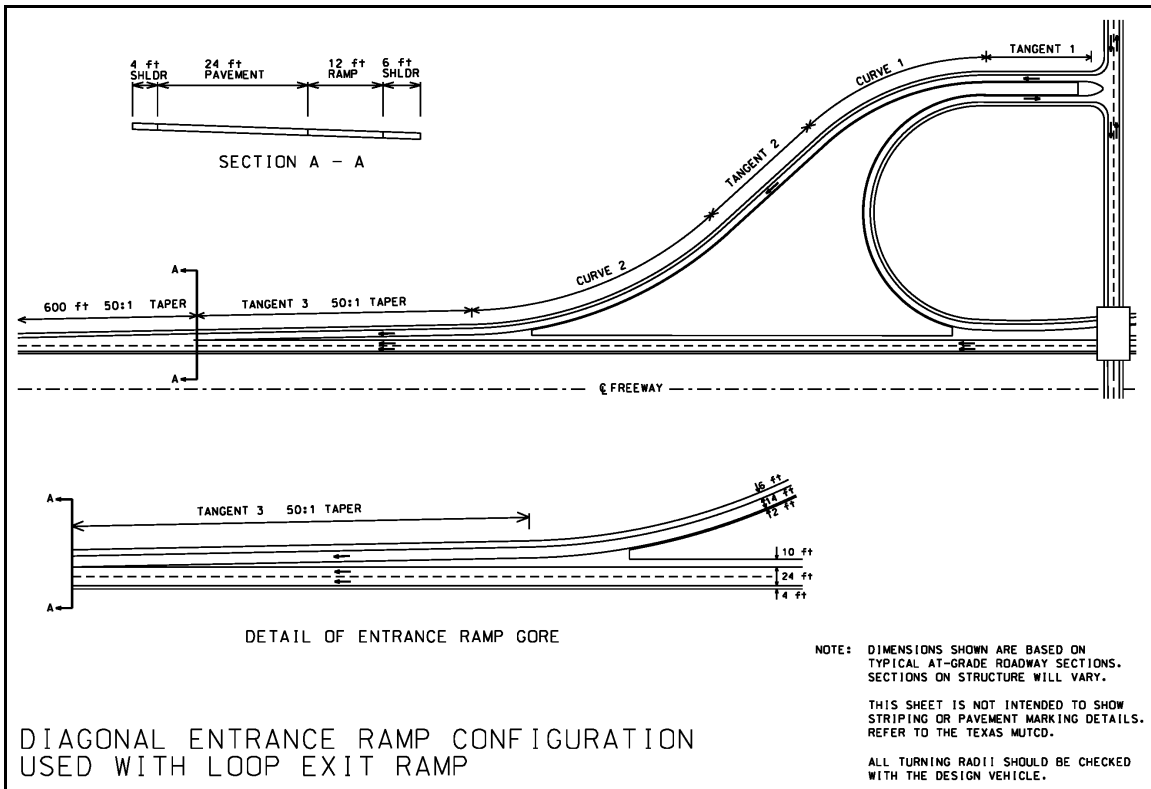 4 ft
SHLDR
24 ft
PAVEMENT
12 ft
RAMP
6 ft
SHLDR
SECTION A - A
TANGENT 1
CURVE 1
TANGENT 2
CURVE 2
A
600 ft 50:1 TAPER
TANGENT 3 50:1 TAPER
A
℄ FREEWAY
A
TANGENT 3 50:1 TAPER
6 ft
14 ft
2 ft
10 ft
24 ft
4 ft
A
DETAIL OF ENTRANCE RAMP GORE
NOTE: DIMENSIONS SHOWN ARE BASED ON
TYPICAL AT-GRADE ROADWAY SECTIONS.
SECTIONS ON STRUCTURE WILL VARY.
THIS SHEET IS NOT INTENDED TO SHOW
STRIPING OR PAVEMENT MARKING DETAILS.
REFER TO THE TEXAS MUTCD.
ALL TURNING RADII SHOULD BE CHECKED
WITH THE DESIGN VEHICLE.
DIAGONAL ENTRANCE RAMP CONFIGURATION
USED WITH LOOP EXIT RAMP